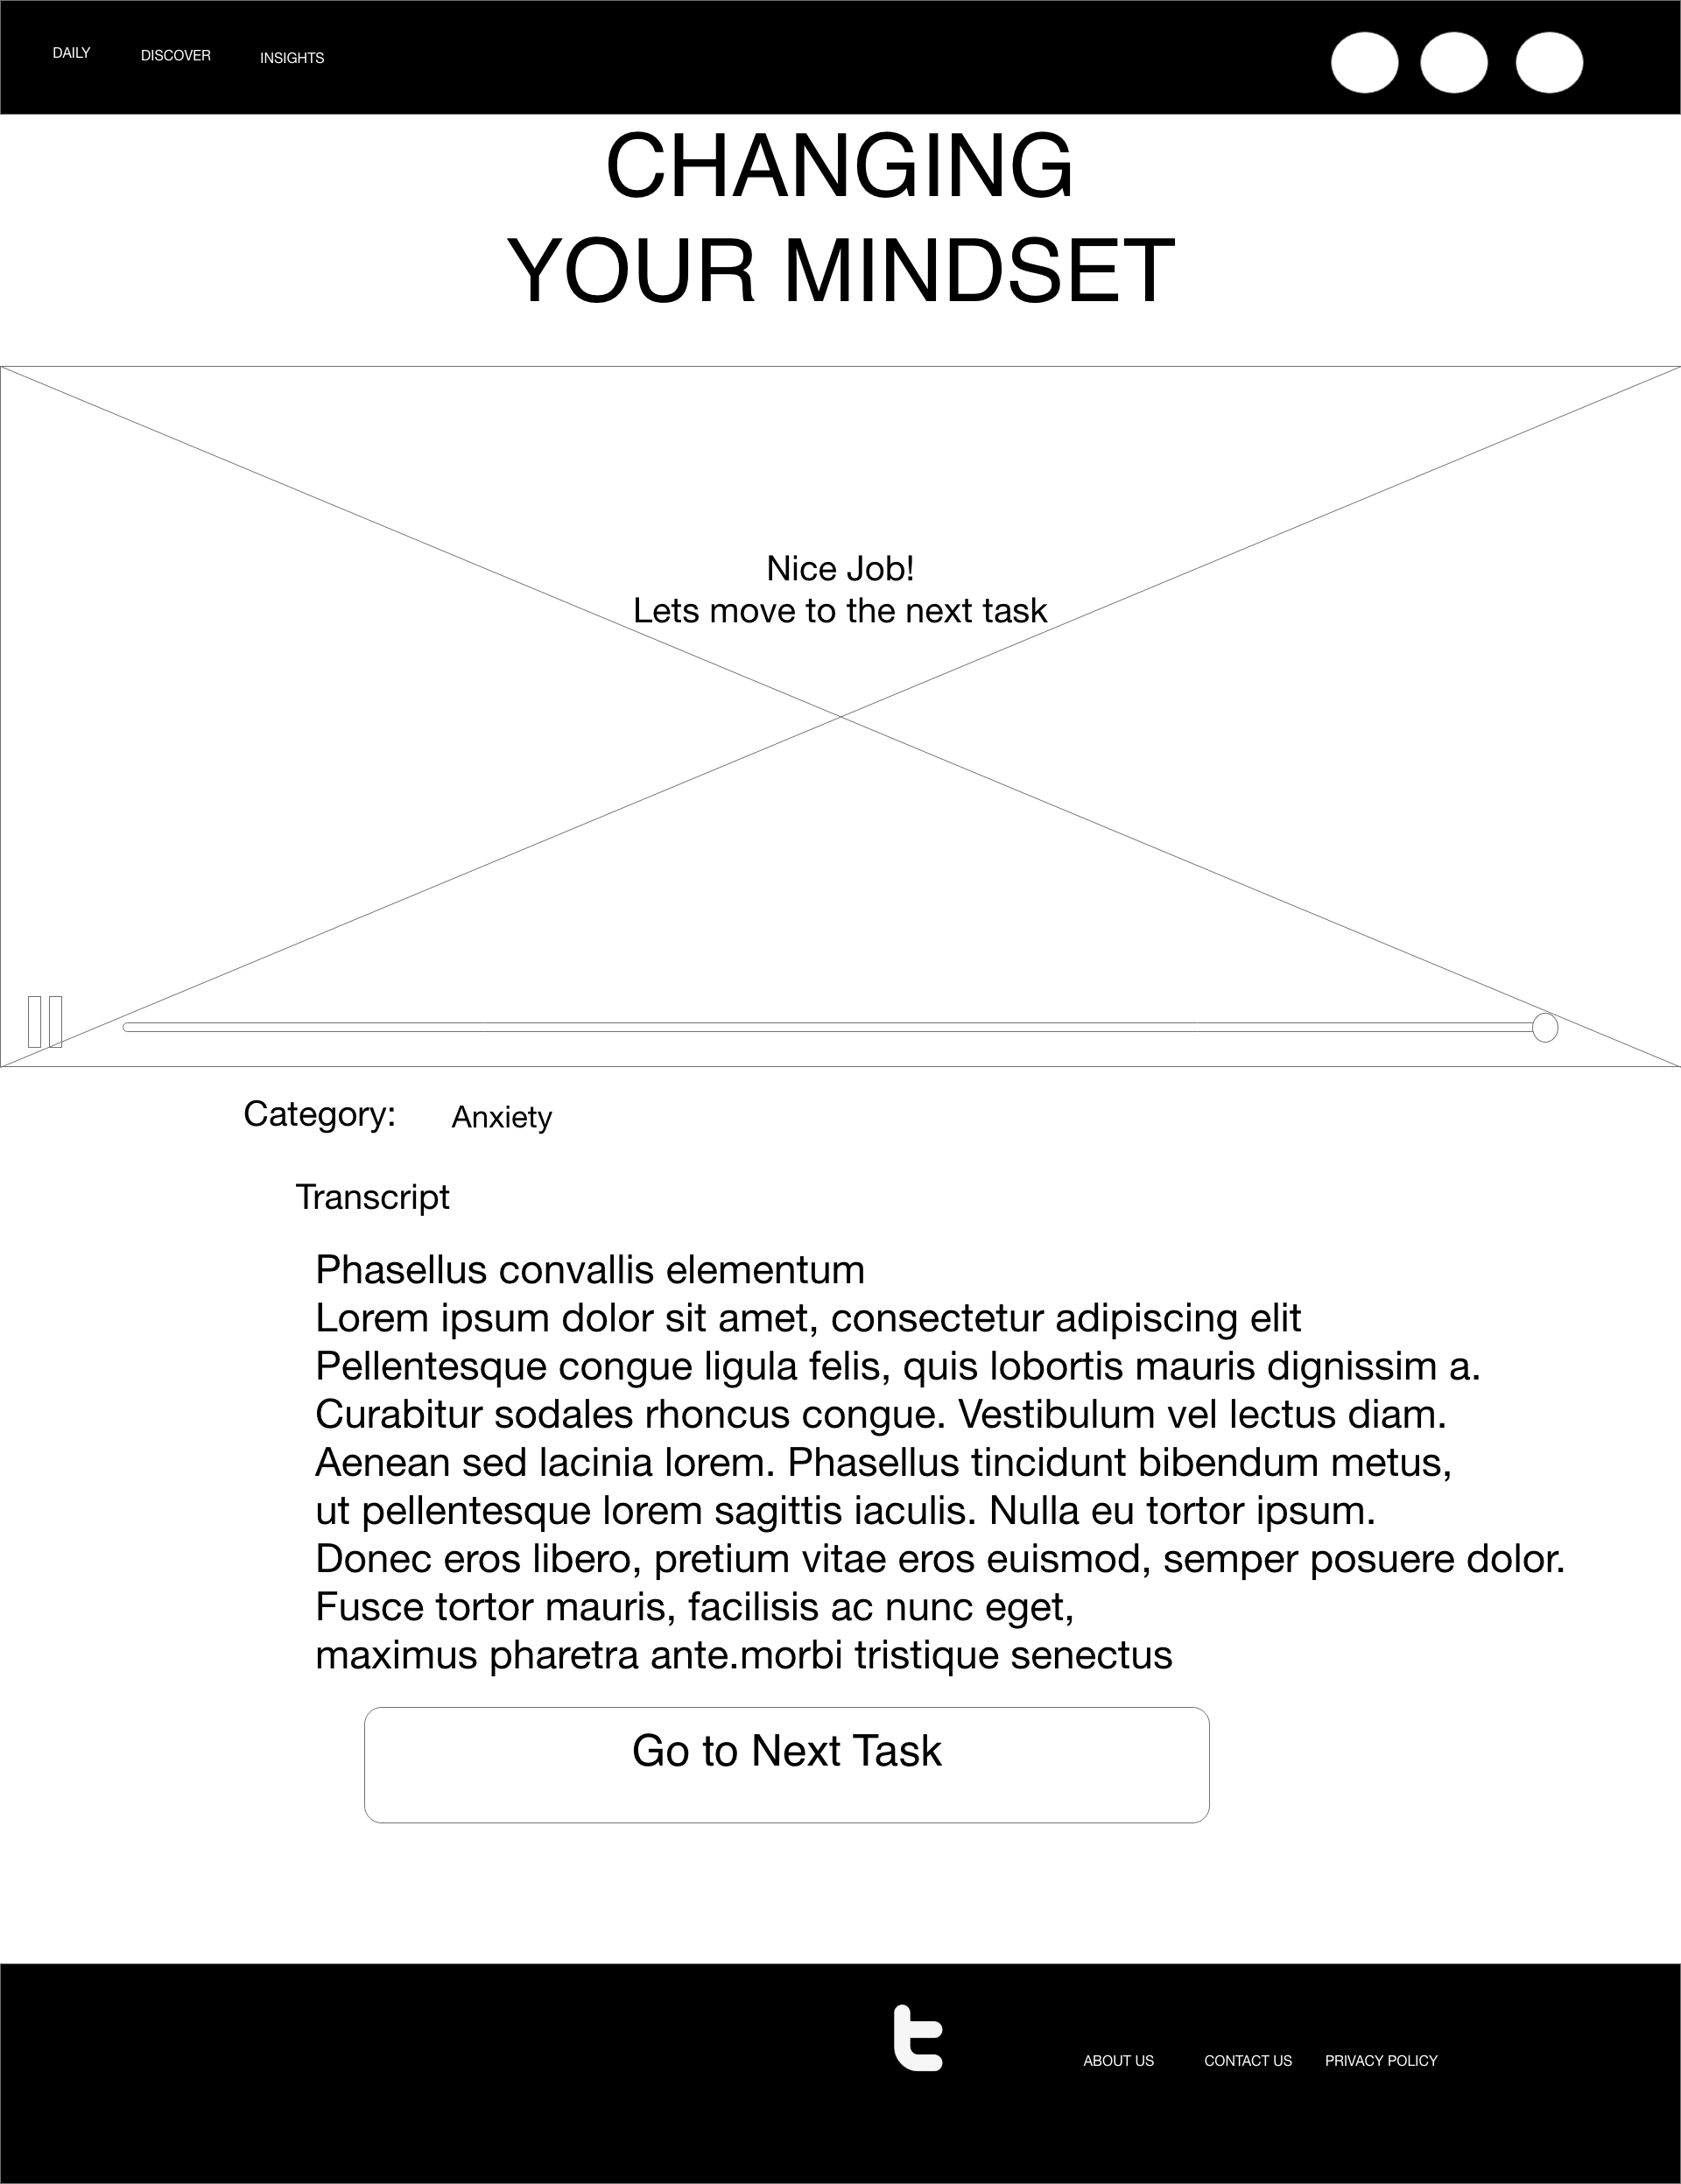 DAILY DISCOVER INSIGHTS
CHANGING
YOUR MINDSET
Nice Job!
Lets move to the next task
Category: Anxiety
Transcript
Phasellus convallis elementum
Lorem ipsum dolor sit amet, consectetur adipiscing elit
Pellentesque congue ligula felis, quis lobortis mauris dignissim a.
Curabitur sodales rhoncus congue. Vestibulum vel lectus diam.
Aenean sed lacinia lorem. Phasellus tincidunt bibendum metus,
ut pellentesque lorem sagittis iaculis. Nulla eu tortor ipsum.
Donec eros libero, pretium vitae eros euismod, semper posuere dolor.
Fusce tortor mauris, facilisis ac nunc eget,
maximus pharetra ante.morbi tristique senectus
Go to Next Task
t
ABOUT US CONTACT US PRIVACY POLICY